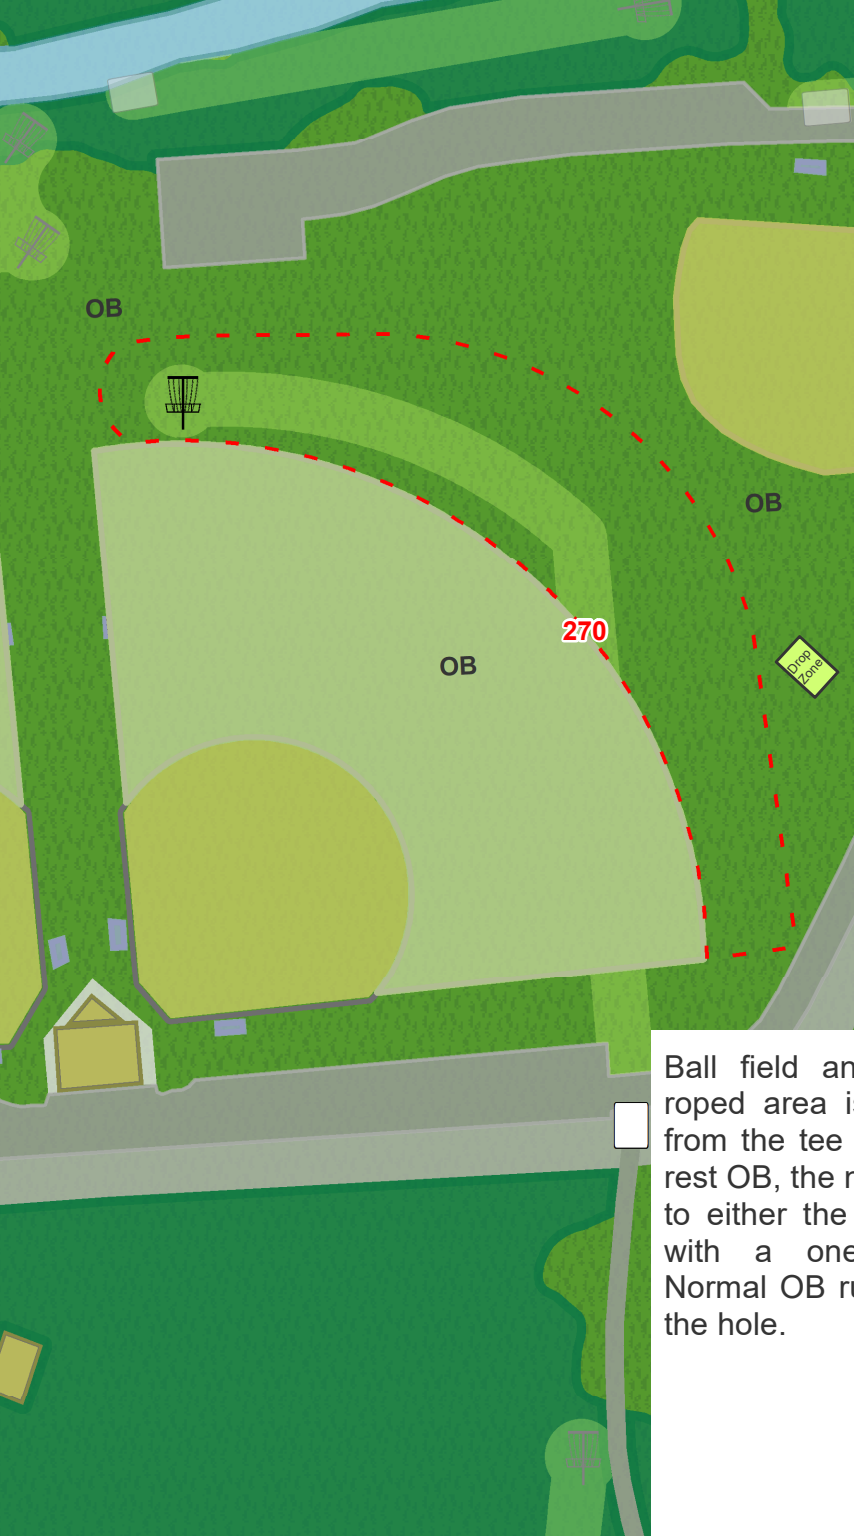 OB
OB
270
OB
Drop
Zone
Ball field an
roped area is
from the tee
rest OB, the
to either the
with a one
Normal OB
the hole.